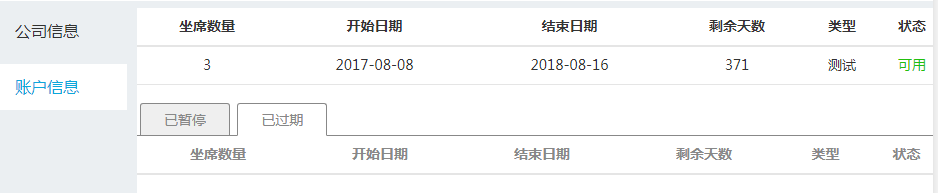 公司信息
账户信息
坐席数量 开始日期 结束日期 剩余天数 类型 状态
3 2017-08-08 2018-08-16 371 测试 可用
已暂停 已过期
坐席数量 开始日期 结束日期 剩余天数 类型 状态